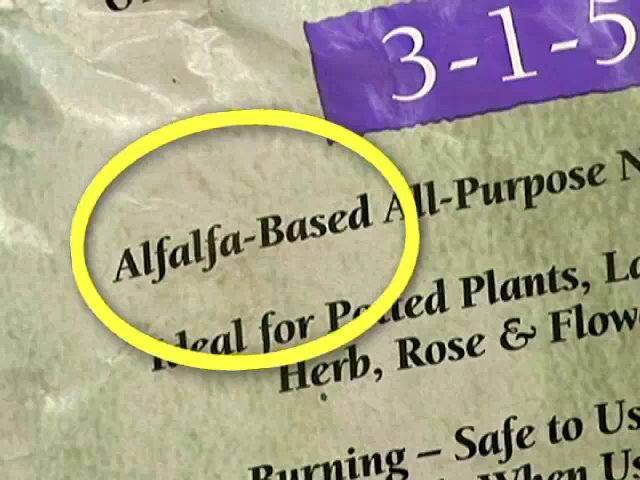 3-1-5
Alfalfa-Based All-Purpose N
Ideal for Potted Plants, La
Herb, Rose & Flow
Burning – Safe to Us
When Us